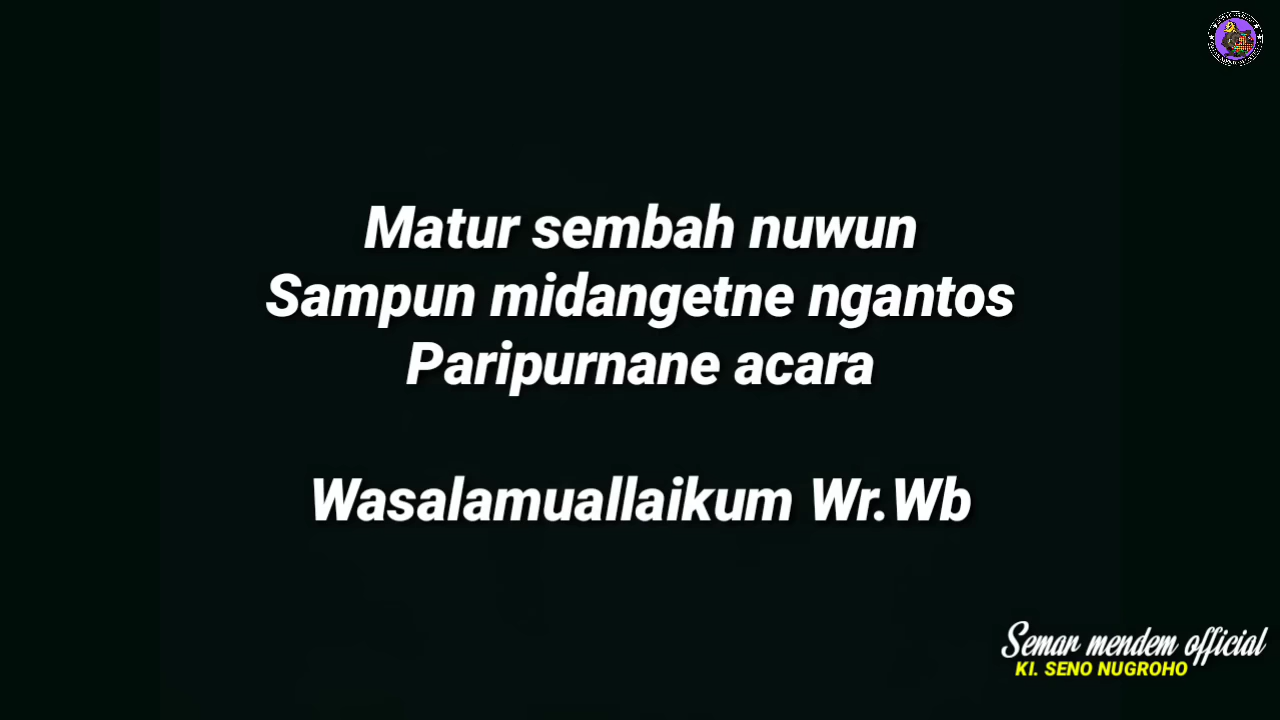 Matur sembah nuwun
Sampun midangetne ngantos
Paripurnane acara
Wasalamuallaikum Wr.Wb
Semar mendem official
KI. SENO NUGROHO